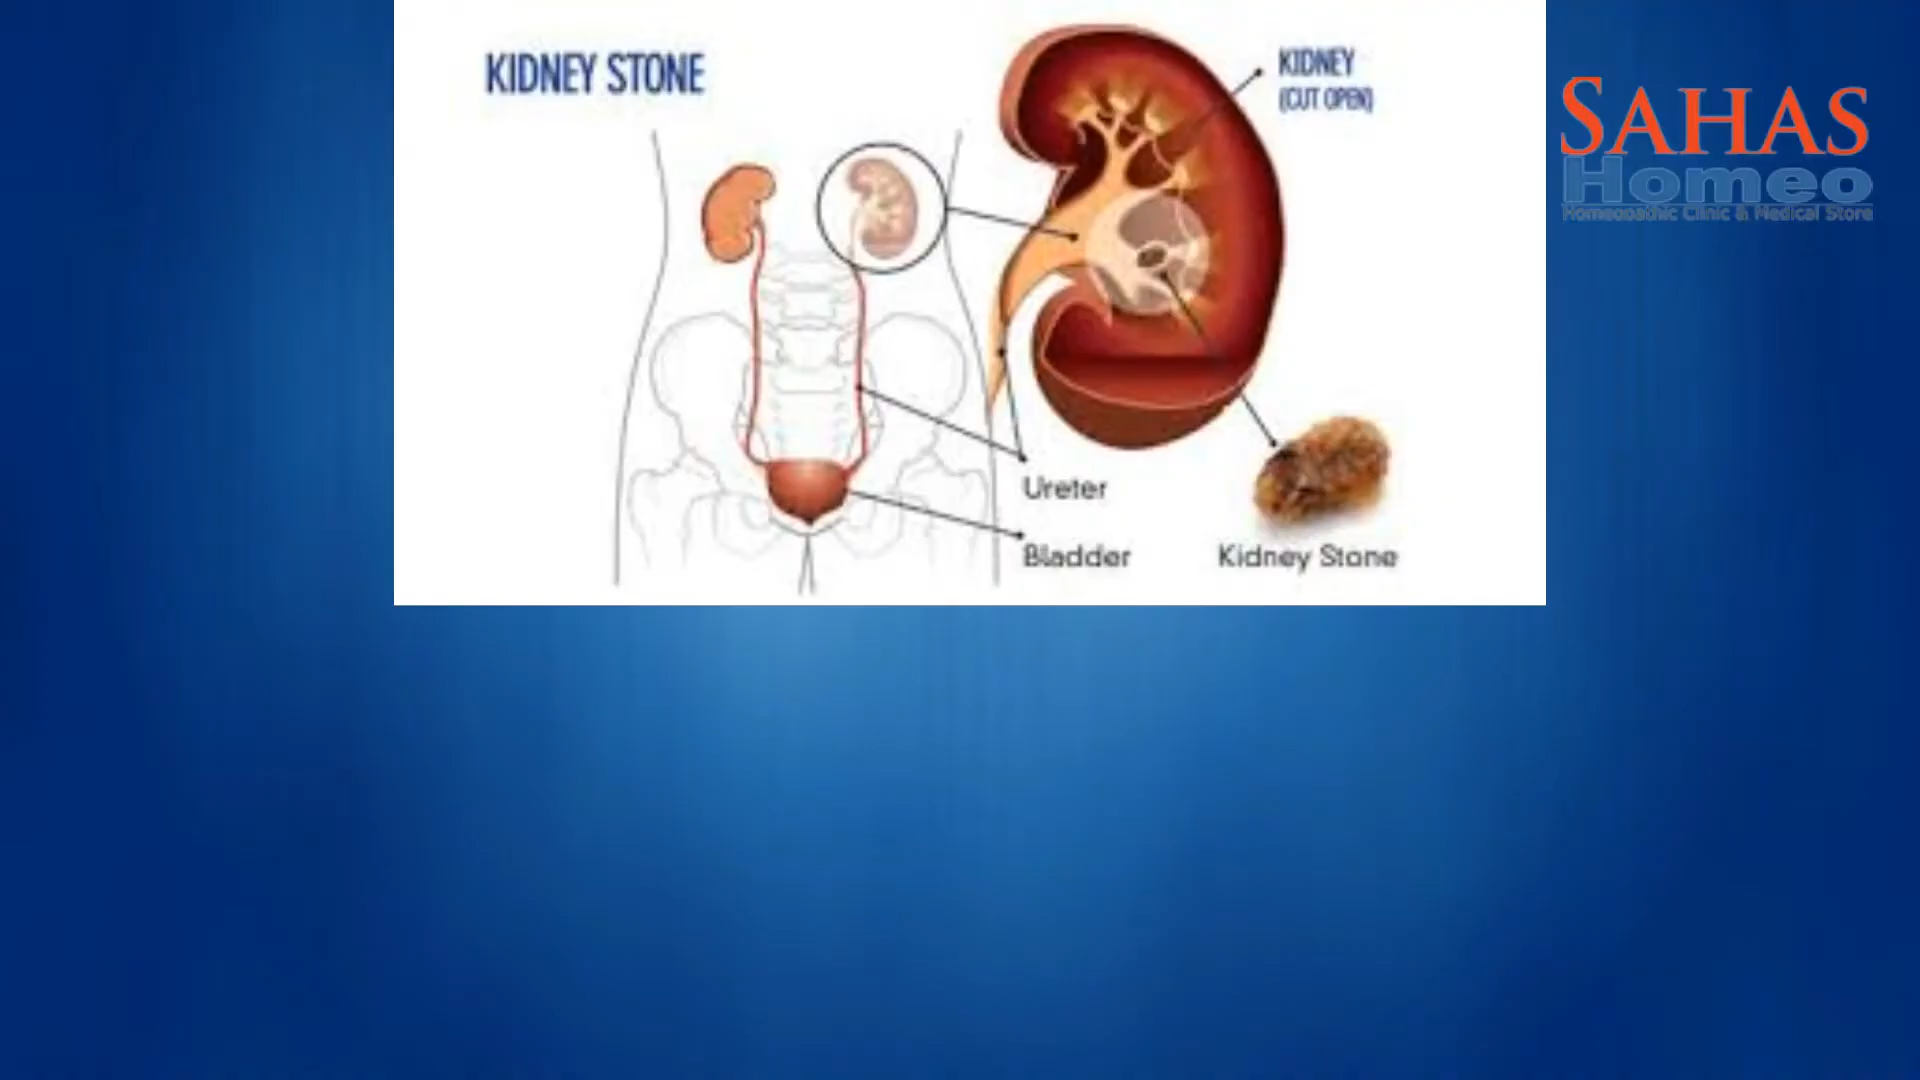 KIDNEY STONE
KIDNEY
(CUT OPEN)
SAHAS
Homeo
Homeopathic Clinic & Medical Store
Ureter
Bladder
Kidney Stone